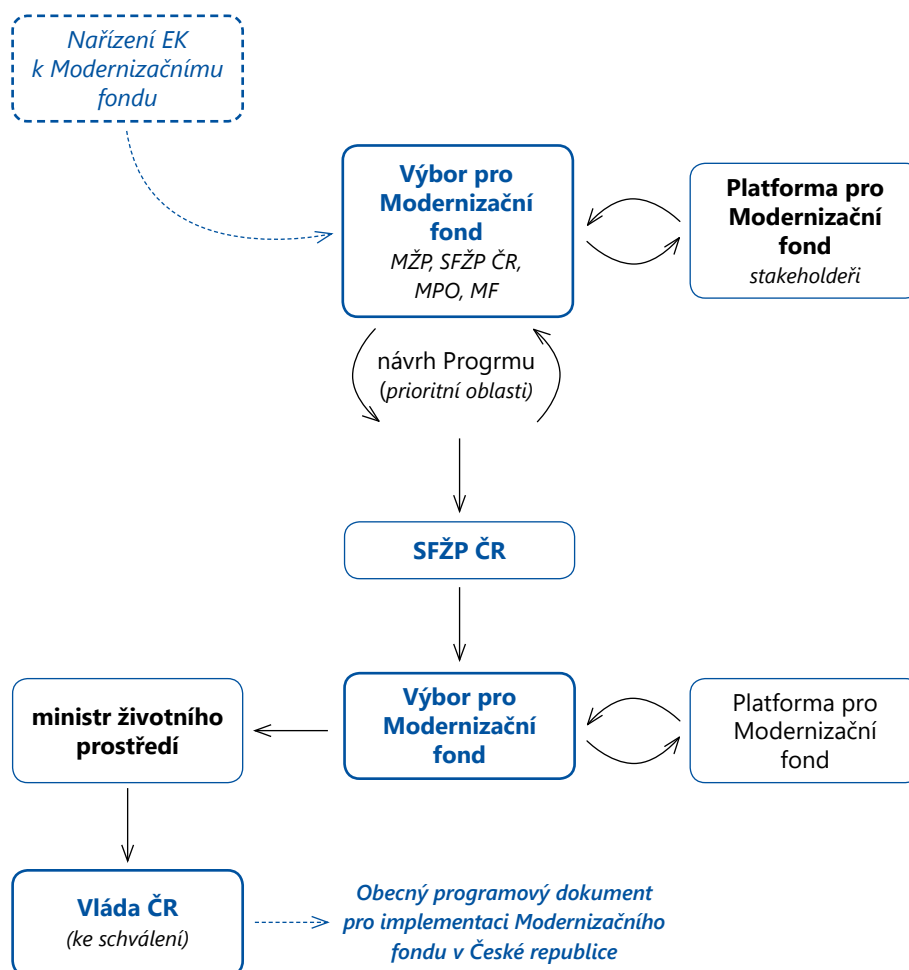 Nařízení EK
k Modernizačnímu
fondu
Výbor pro
Modernizační
fond
MŽP, SFŽP ČR,
MPO, MF
Platforma pro
Modernizační
fond
stakeholdeři
návrh Progrmu
(prioritní oblasti)
SFŽP ČR
ministr životního
prostředí
Výbor pro
Modernizační
fond
Platforma pro
Modernizační
fond
Vláda ČR
(ke schválení)
Obecný programový dokument
pro implementaci Modernizačního
fondu v České republice